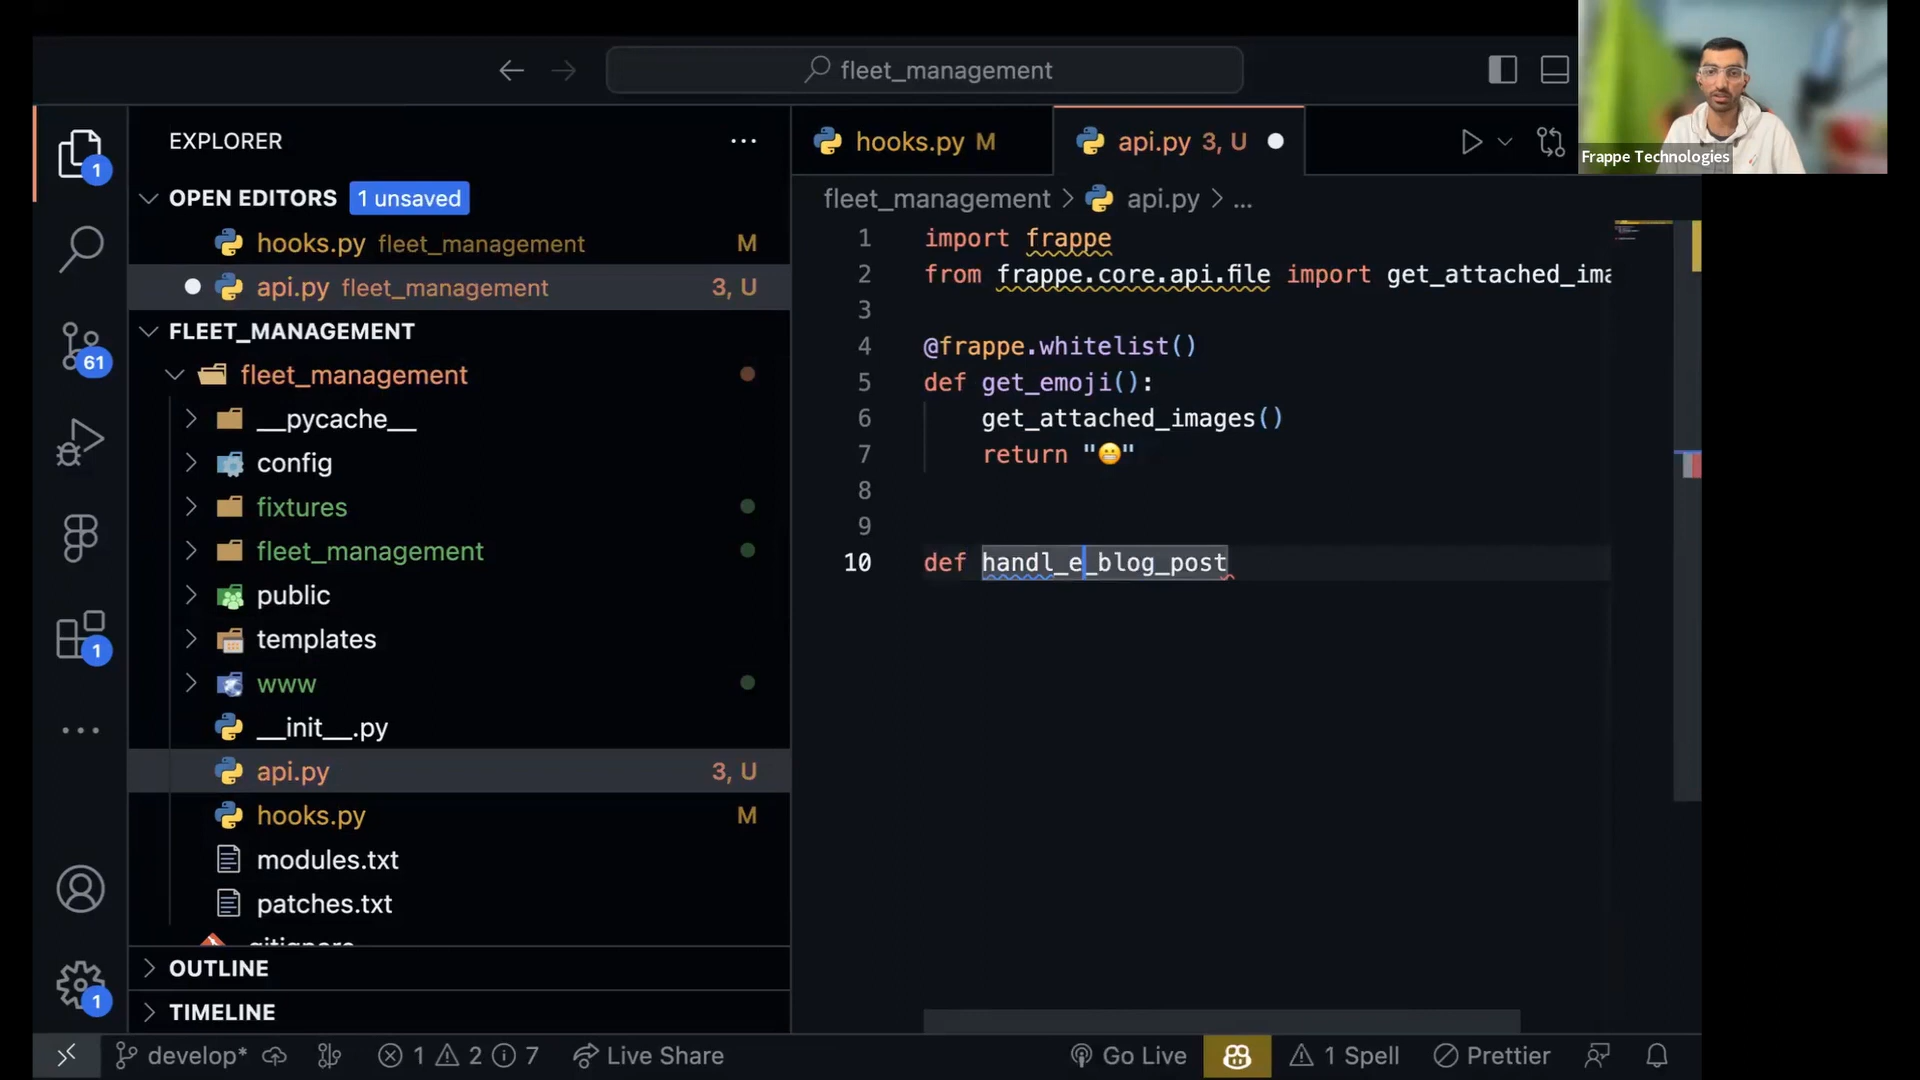 fleet_management
Frappe Technologies
EXPLORER
OPEN EDITORS 1 unsaved
hooks.py fleet_management M
api.py fleet_management 3, U
FLEET_MANAGEMENT
fleet_management
__pycache__
config
fixtures
fleet_management
public
templates
www
__init__.py
api.py 3, U
hooks.py M
modules.txt
patches.txt
.gitignore
OUTLINE
TIMELINE
1
61
1
1
hooks.py M
api.py 3, U
fleet_management > api.py > ...
1 import frappe
2 from frappe.core.api.file import get_attached_ima
3
4 @frappe.whitelist()
5 def get_emoji():
6 get_attached_images()
7 return "😬"
8
9
10 def handl_e_blog_post
develop* 1 2 7 Live Share Go Live 1 Spell Prettier